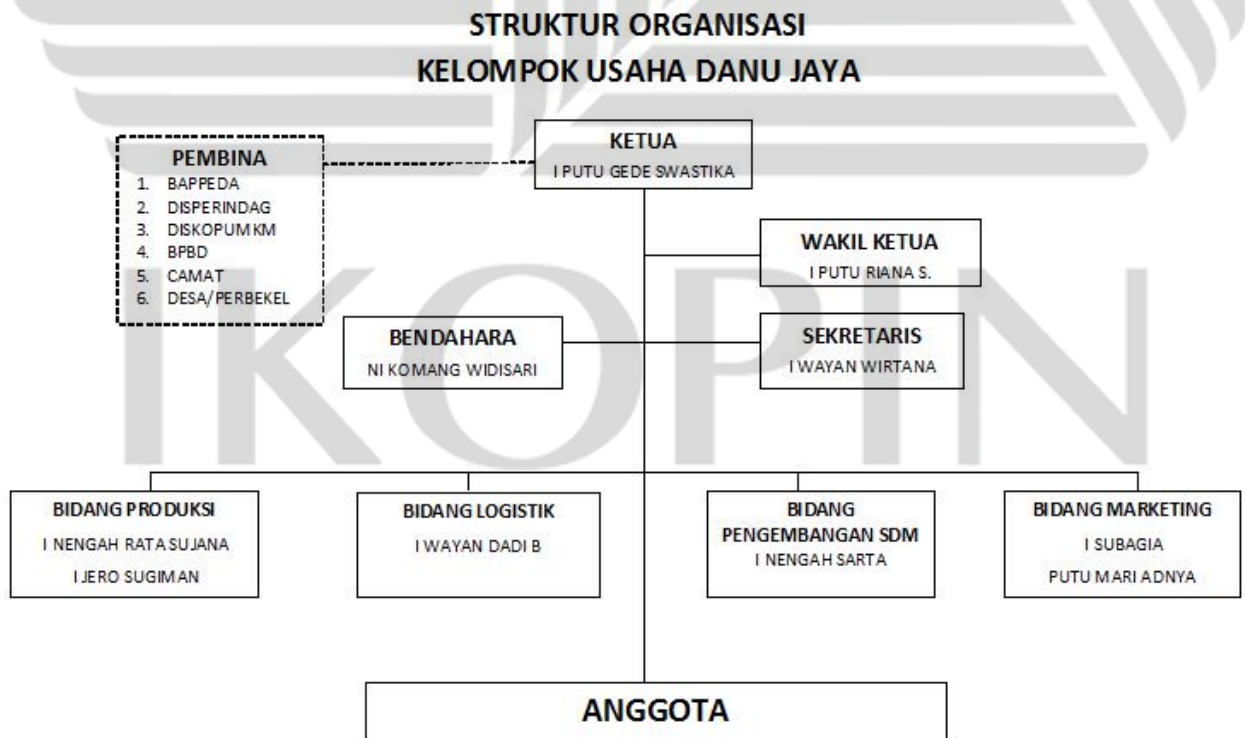 STRUKTUR ORGANISASI
KELOMPOK USAHA DANU JAYA
KETUA
I PUTU GEDE SWASTIKA
PEMBINA
1. BAPPEDA
2. DISPERINDAG
3. DISKOPUMKM
4. BPBD
5. CAMAT
6. DESA/PERBEKEL
WAKIL KETUA
I PUTU RIANA S.
BENDAHARA
NI KOMANG WIDISARI
SEKRETARIS
I WAYAN WIRTANA
IKOPIN
BIDANG PRODUKSI
I NENGAH RATA SUJANA
I JERO SUGIMAN
BIDANG LOGISTIK
I WAYAN DADI B
BIDANG
PENGEMBANGAN SDM
I NENGAH SARTA
BIDANG MARKETING
I SUBAGIA
PUTU MARI ADNYA
ANGGOTA